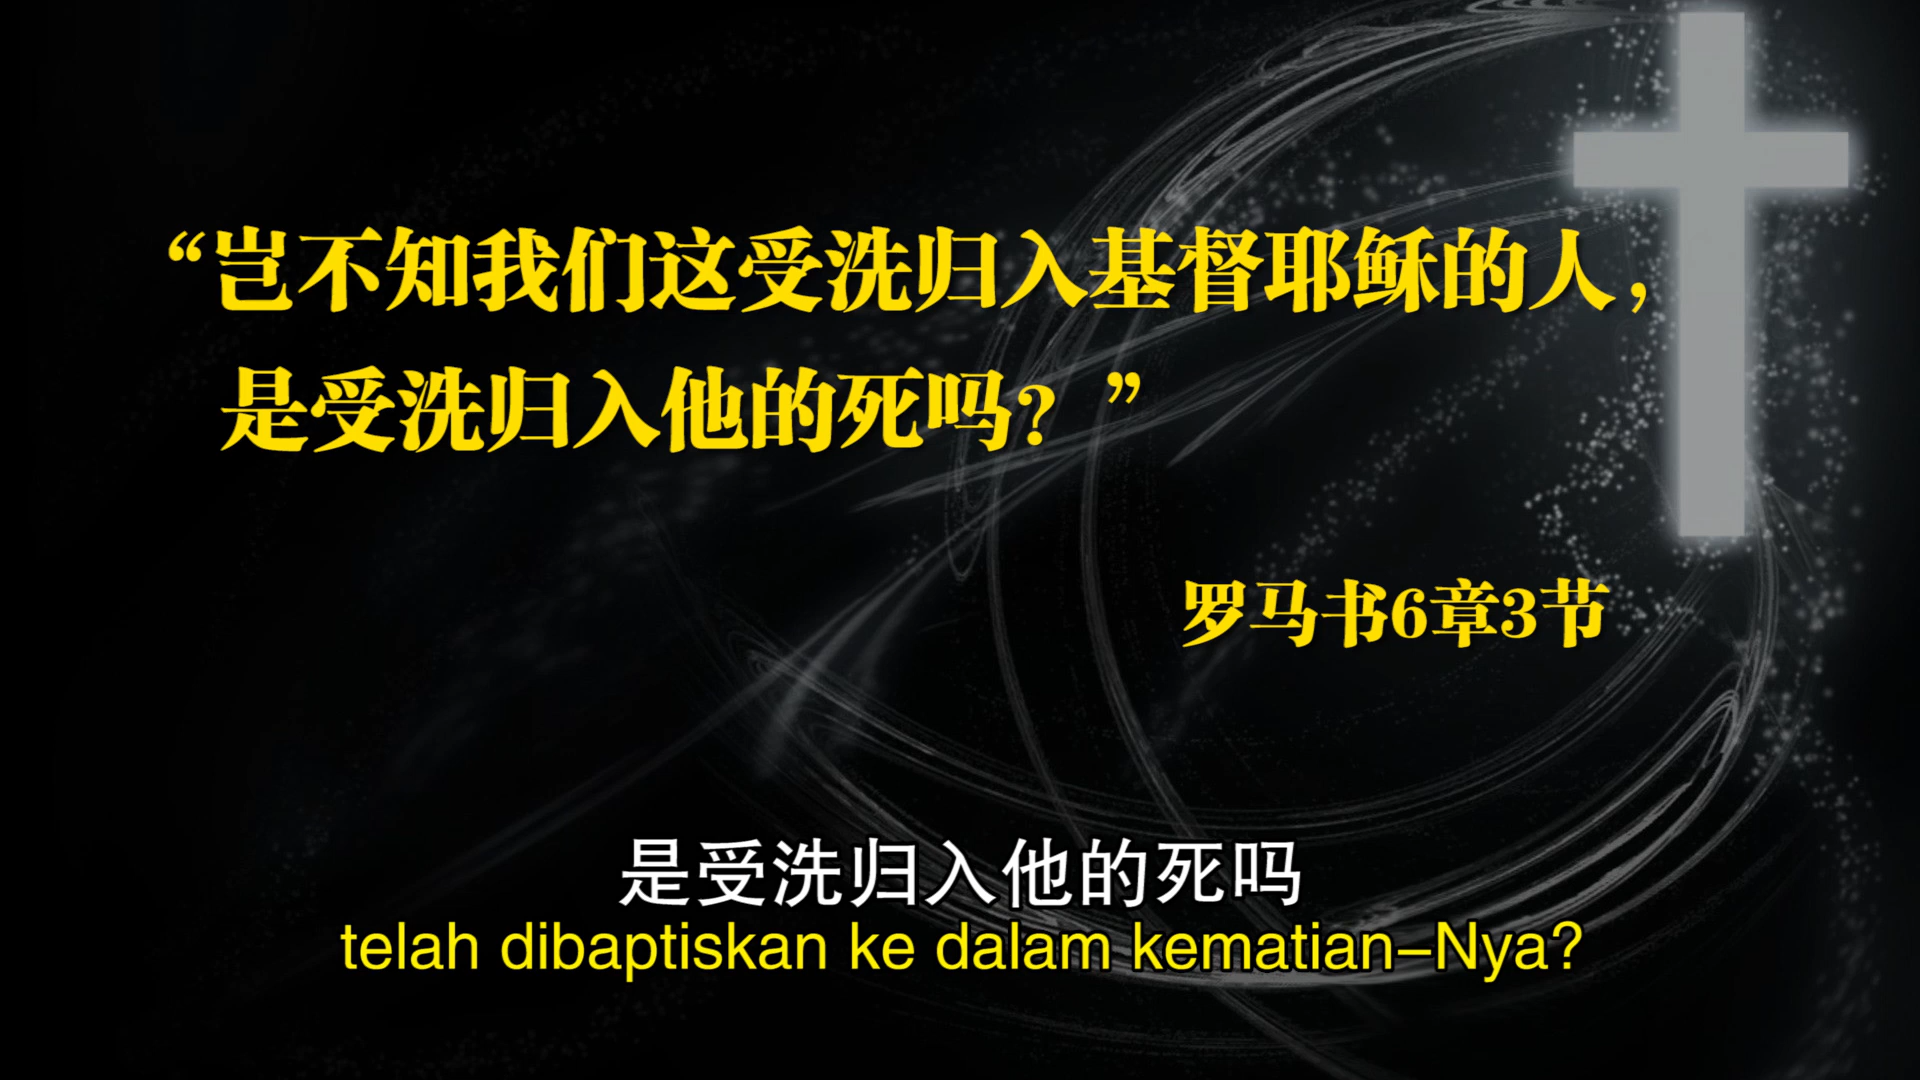 “岂不知我们这受洗归入基督耶稣的人，
是受洗归入他的死吗？”
罗马书6章3节
是受洗归入他的死吗
telah dibaptiskan ke dalam kematian-Nya?